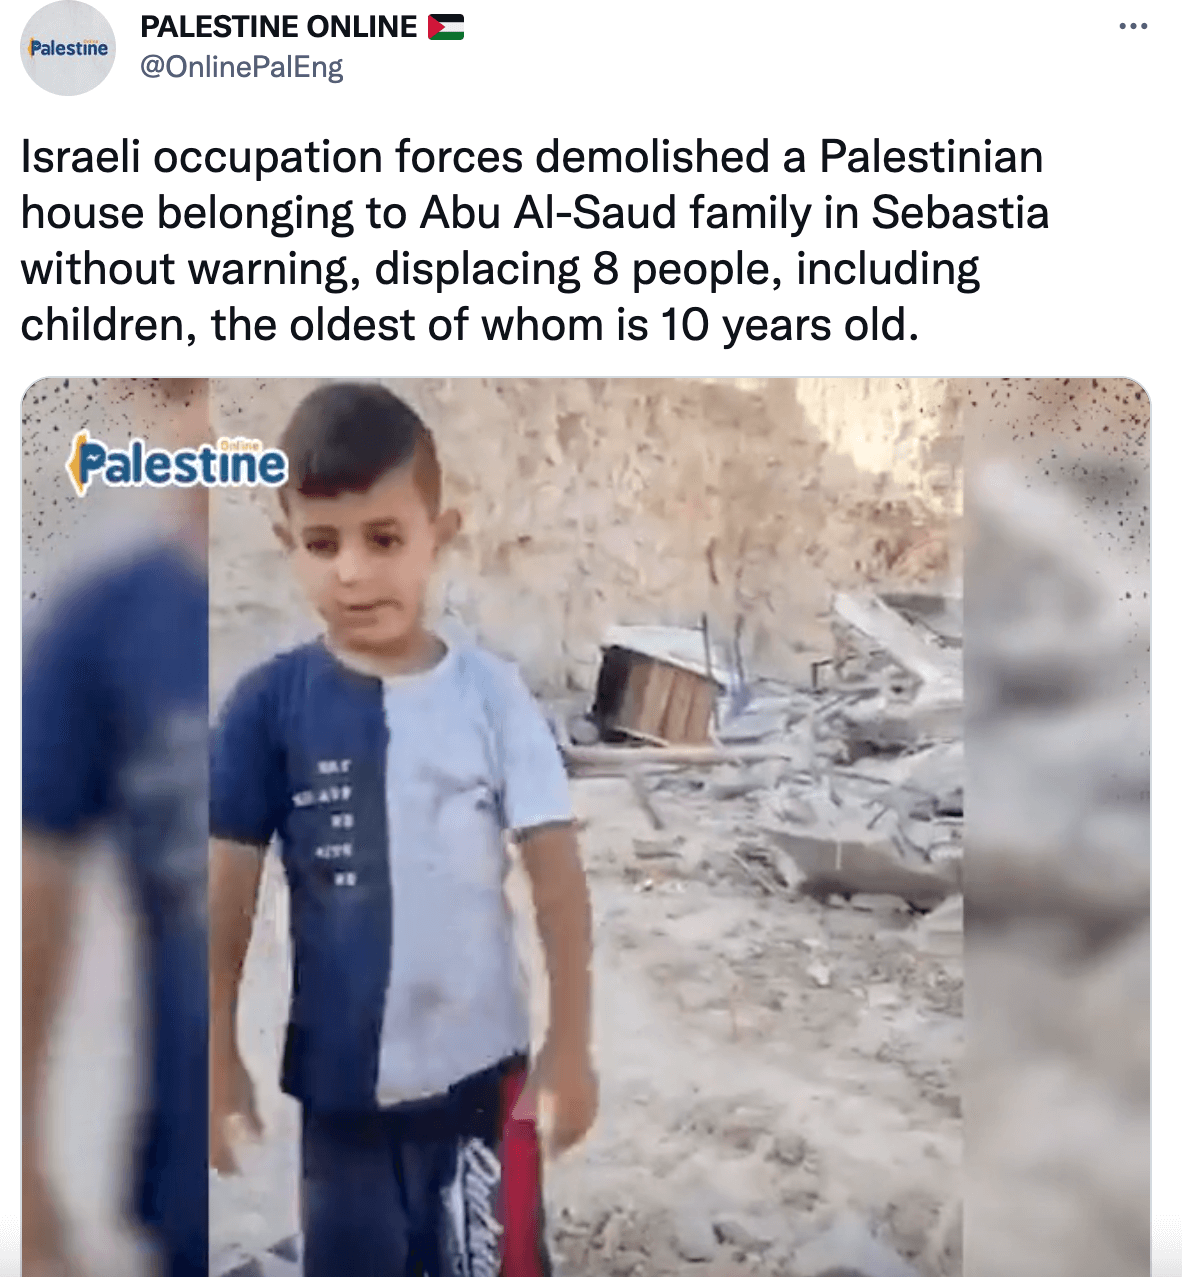 Palestine
PALESTINE ONLINE 🇵🇸
@OnlinePalEng
Israeli occupation forces demolished a Palestinian
house belonging to Abu Al-Saud family in Sebastia
without warning, displacing 8 people, including
children, the oldest of whom is 10 years old.
Online
Palestine